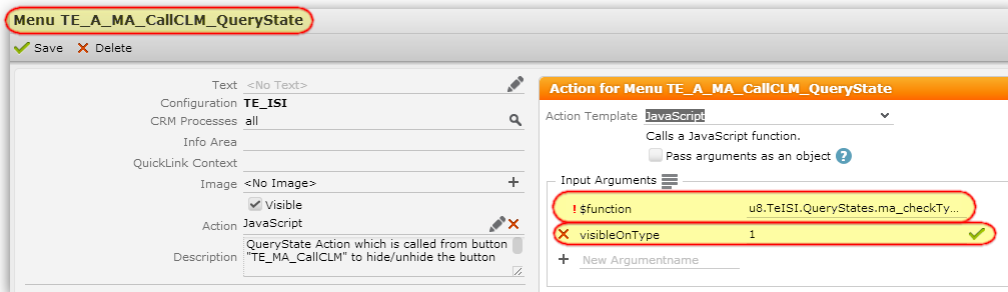 Menu TE_A_MA_CallCLM_QueryState
Save Delete
Text <No Text>
Configuration TE_ISI
CRM Processes all
Info Area
QuickLink Context
Image <No Image>
Visible
Action JavaScript
Description QueryState Action which is called from button
"TE_MA_CallCLM" to hide/unhide the button
Action for Menu TE_A_MA_CallCLM_QueryState
Action Template JavaScript
Calls a JavaScript function.
Pass arguments as an object ?
Input Arguments
! $function u8.TeISI.QueryStates.ma_checkTy...
visibleOnType 1
New Argumentname